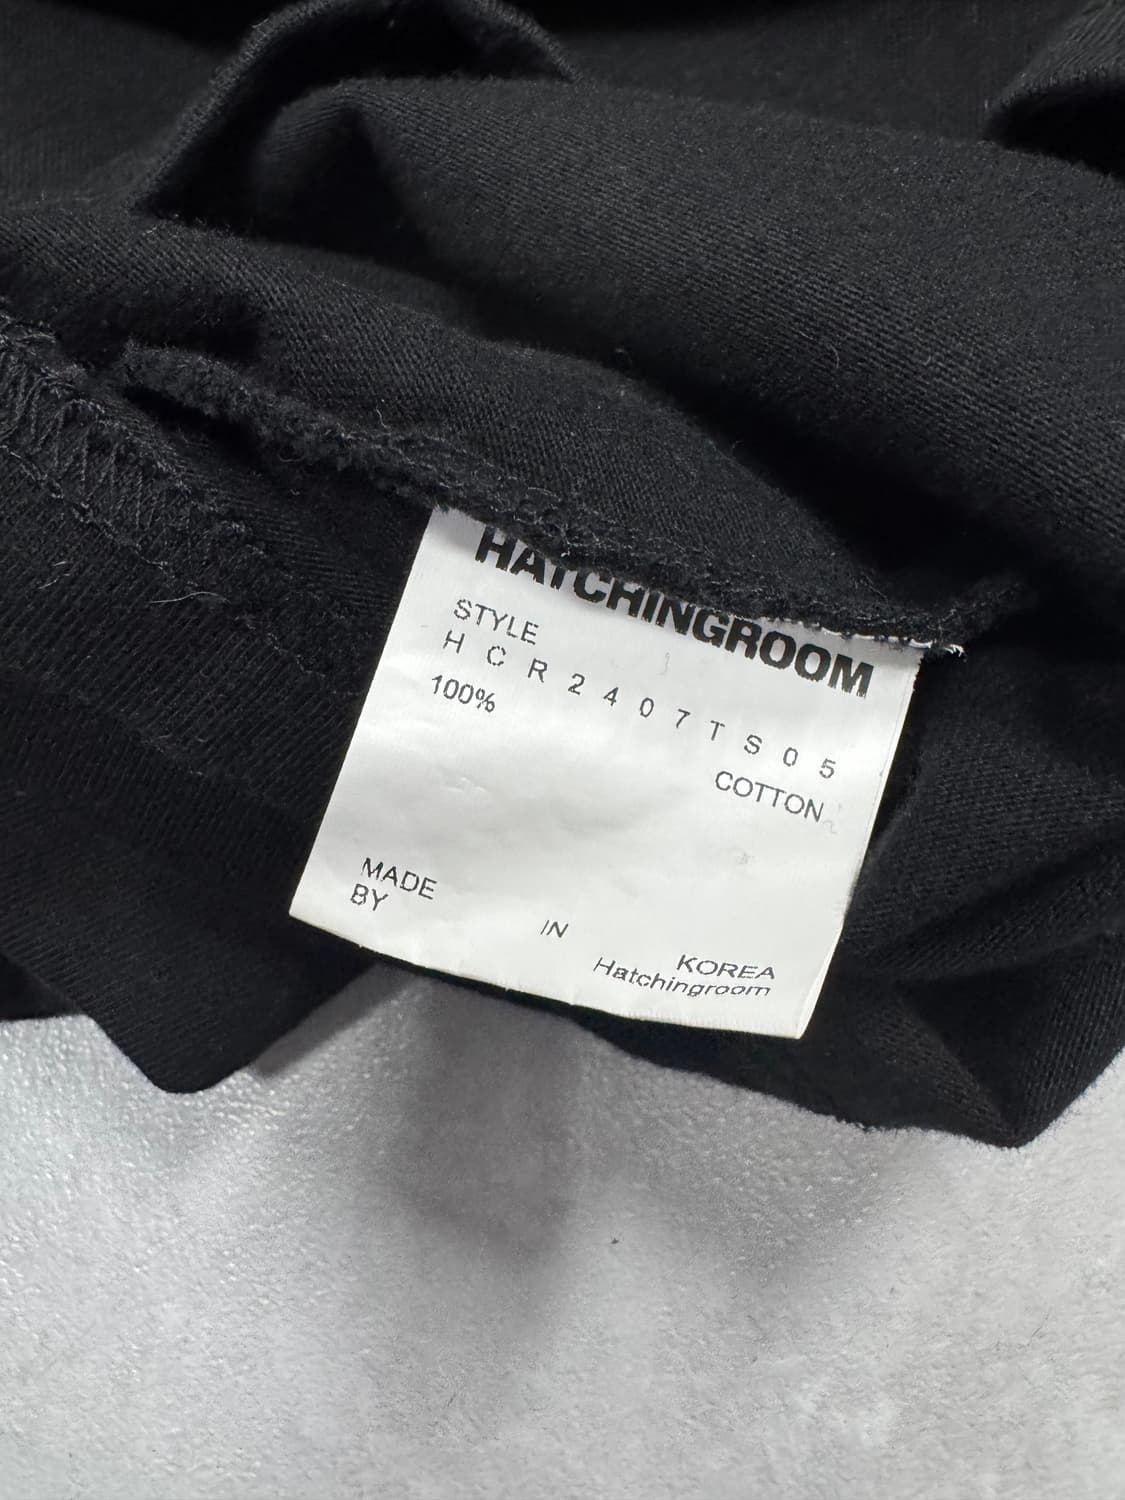 HATCHINGROOM
STYLE
H C R 2 4 0 7 T S 0 5
100% COTTON
MADE IN KOREA
BY Hatchingroom